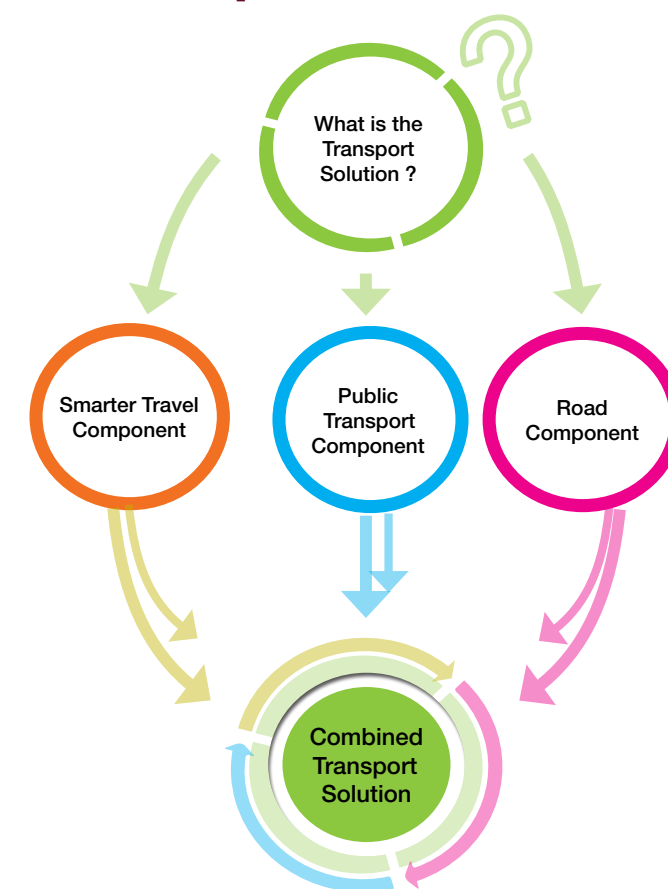 What is the
Transport
Solution ?
Smarter Travel
Component
Public
Transport
Component
Road
Component
Combined
Transport
Solution